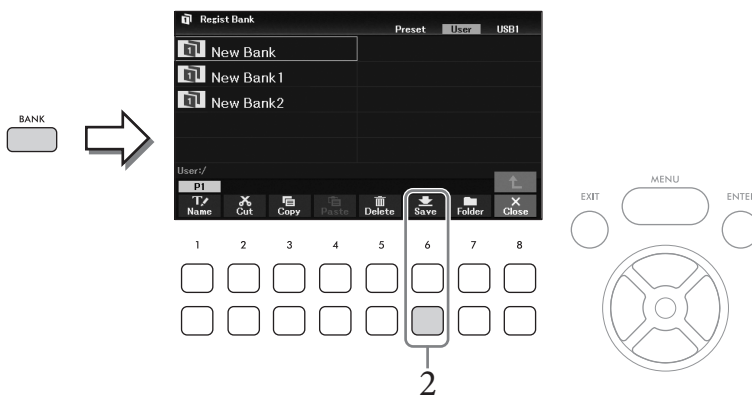 Regist Bank
Preset User USB1
New Bank
New Bank1
New Bank2
BANK
User:/
P1
Name Cut Copy Paste Delete Save Folder Close
1 2 3 4 5 6 7 8
2
EXIT
MENU
ENTER